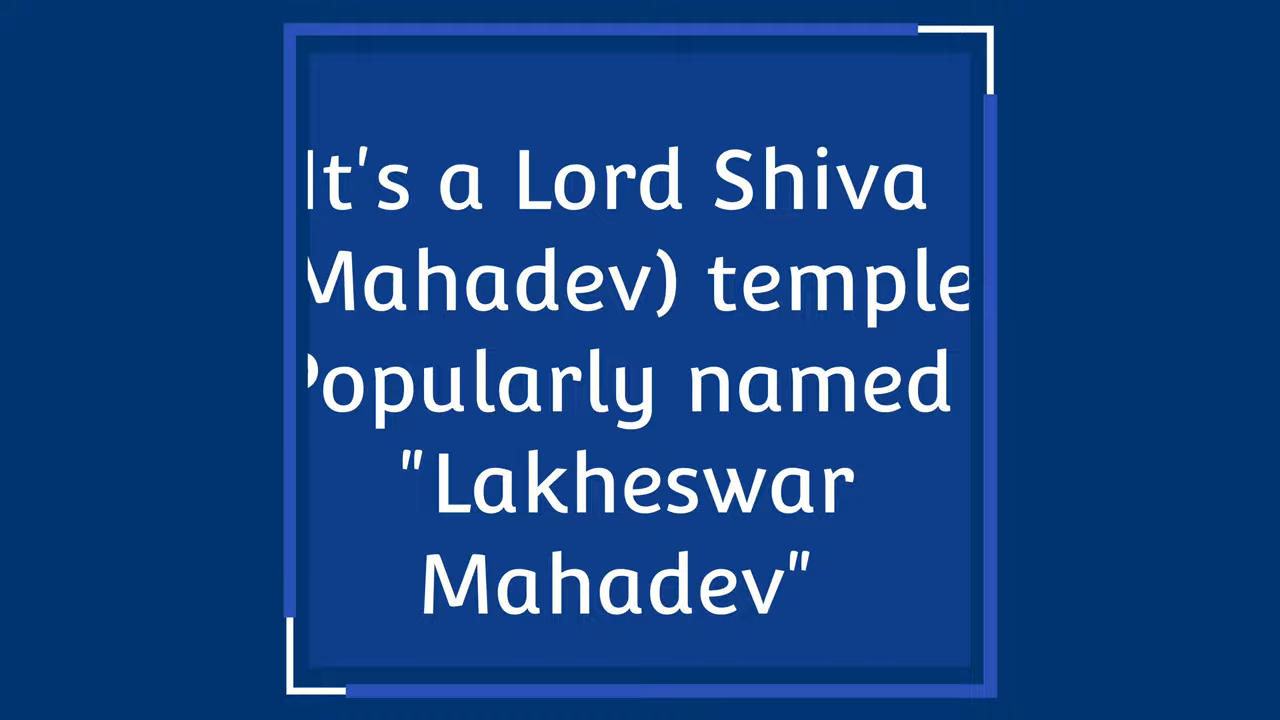 It's a Lord Shiva
Mahadev) temple
Popularly named
"Lakheswar
Mahadev"